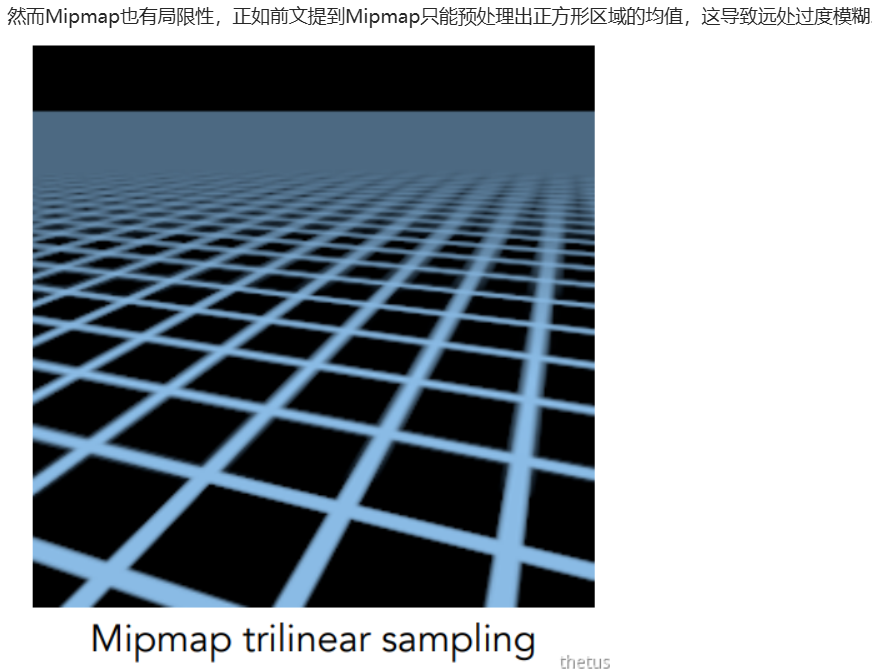 然而Mipmap也有局限性，正如前文提到Mipmap只能预处理出正方形区域的均值，这导致远处过度模糊.
Mipmap trilinear sampling
thetus